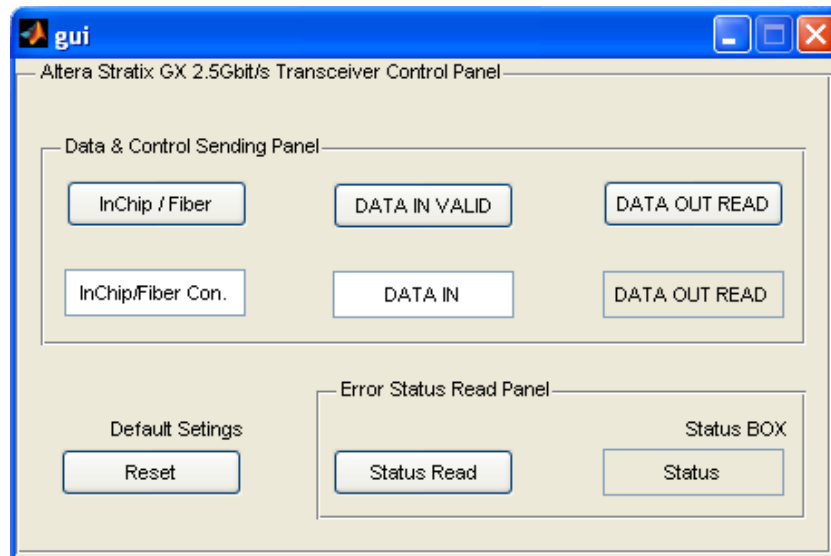 gui
Altera Stratix GX 2.5Gbit/s Transceiver Control Panel
Data & Control Sending Panel
InChip / Fiber
DATA IN VALID
DATA OUT READ
InChip/Fiber Con.
DATA IN
DATA OUT READ
Error Status Read Panel
Default Setings
Status BOX
Reset
Status Read
Status